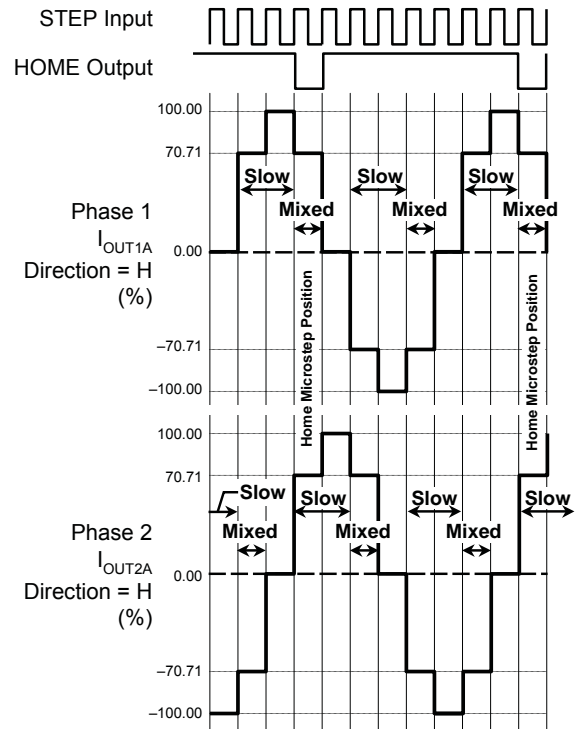 STEP Input
HOME Output
100.00
70.71
Slow Slow Slow
Mixed Mixed Mixed
Phase 1
IOUT1A
Direction = H
(%)
0.00
–70.71
–100.00
Home Microstep Position
Home Microstep Position
100.00
70.71
Slow Slow Slow Slow
Mixed Mixed Mixed
Phase 2
IOUT2A
Direction = H
(%)
0.00
–70.71
–100.00